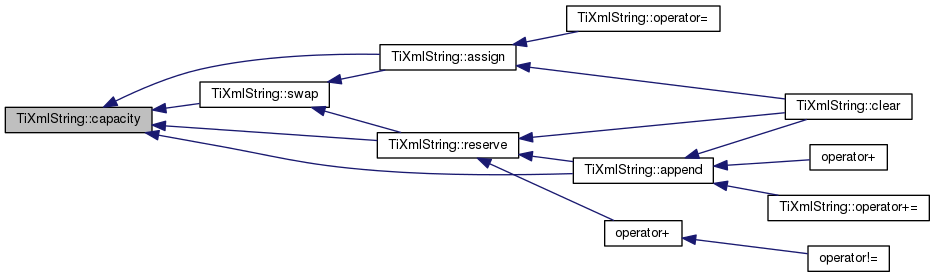 TiXmlString::operator=
TiXmlString::assign
TiXmlString::swap
TiXmlString::clear
TiXmlString::capacity
TiXmlString::reserve
operator+
TiXmlString::append
TiXmlString::operator+=
operator+
operator!=